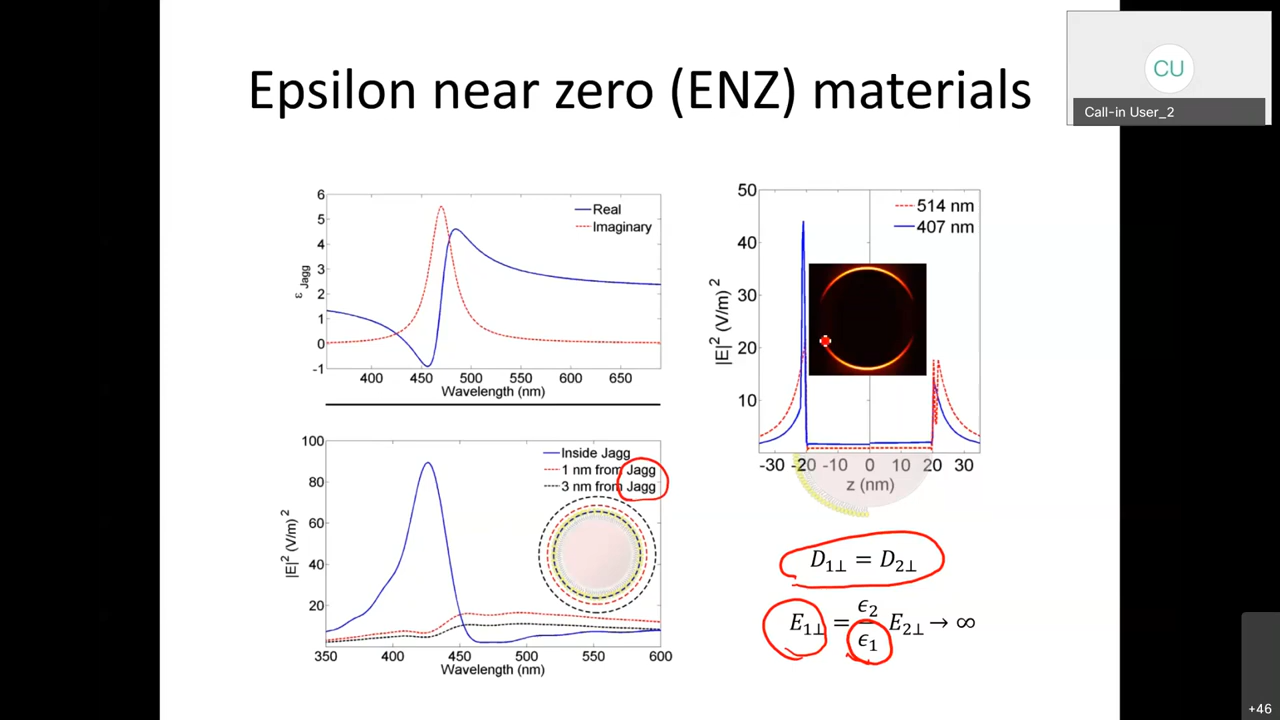 Epsilon near zero (ENZ) materials
CU
Call-in User_2
6
5
4
3
2
1
0
-1
ε Jagg
Real
Imaginary
400 450 500 550 600 650
Wavelength (nm)
100
80
60
40
20
|E|² (V/m)²
Inside Jagg
1 nm from Jagg
3 nm from Jagg
350 400 450 500 550 600
Wavelength (nm)
50
40
30
20
10
|E|² (V/m)²
514 nm
407 nm
-30 -20 -10 0 10 20 30
z (nm)
D₁⊥ = D₂⊥
E₁⊥ = ϵ₂/ϵ₁ E₂⊥ → ∞
+46